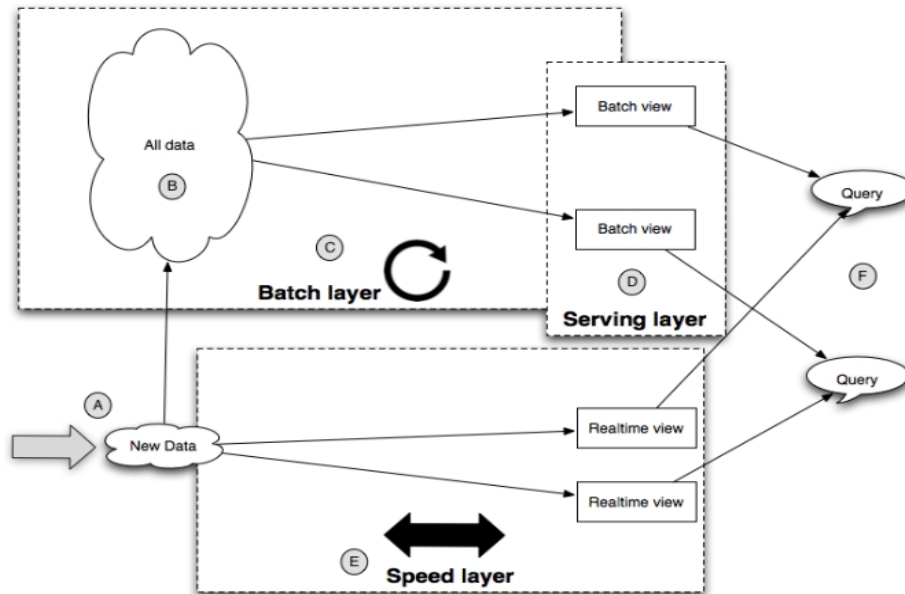 All data
B
Batch view
Query
Batch view
C
D
F
Batch layer
Serving layer
Query
A
New Data
Realtime view
Realtime view
E
Speed layer